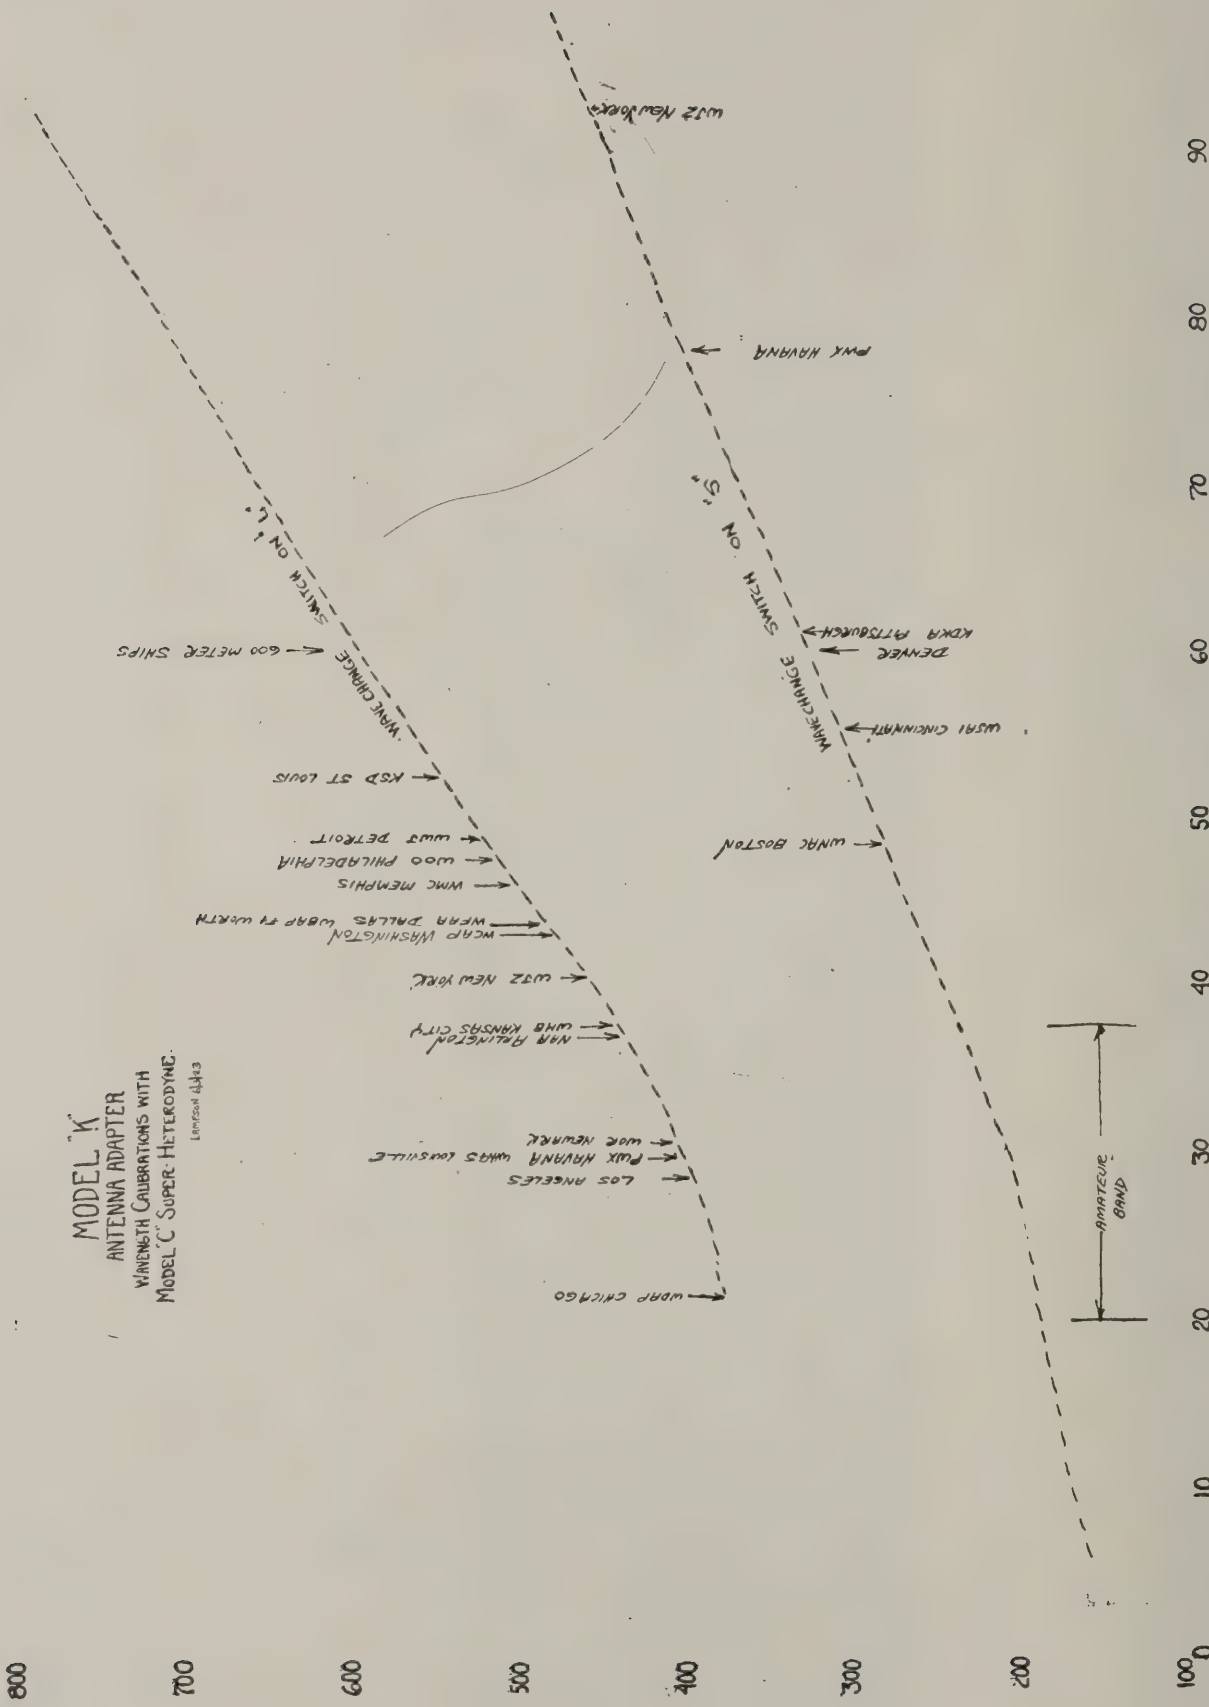 MODEL "K"
ANTENNA ADAPTER
WAVELENGTH CALIBRATIONS WITH
MODEL "C" SUPER-HETERODYNE.
LAMPSON
800
700
600
500
400
300
200
100
0
10
20
30
40
50
60
70
80
90
WAVE CHANGE SWITCH ON "L"
WDAP CHICAGO
LOS ANGELES
PWX HAVANA WHAS LOUISVILLE
WOR NEWARK
NAA ARLINGTON
WHB KANSAS CITY
WJZ NEW YORK
WCAP WASHINGTON
WFAA DALLAS WBAP FT WORTH
WMC MEMPHIS
WOO PHILADELPHIA
WWJ DETROIT
KSD ST LOUIS
600 METER SHIPS
WAVE CHANGE SWITCH ON "S"
AMATEUR
BAND
WNAC BOSTON
WSAI CINCINNATI
DENVER
KDKA PITTSBURGH
PWX HAVANA
WJZ NEW YORK